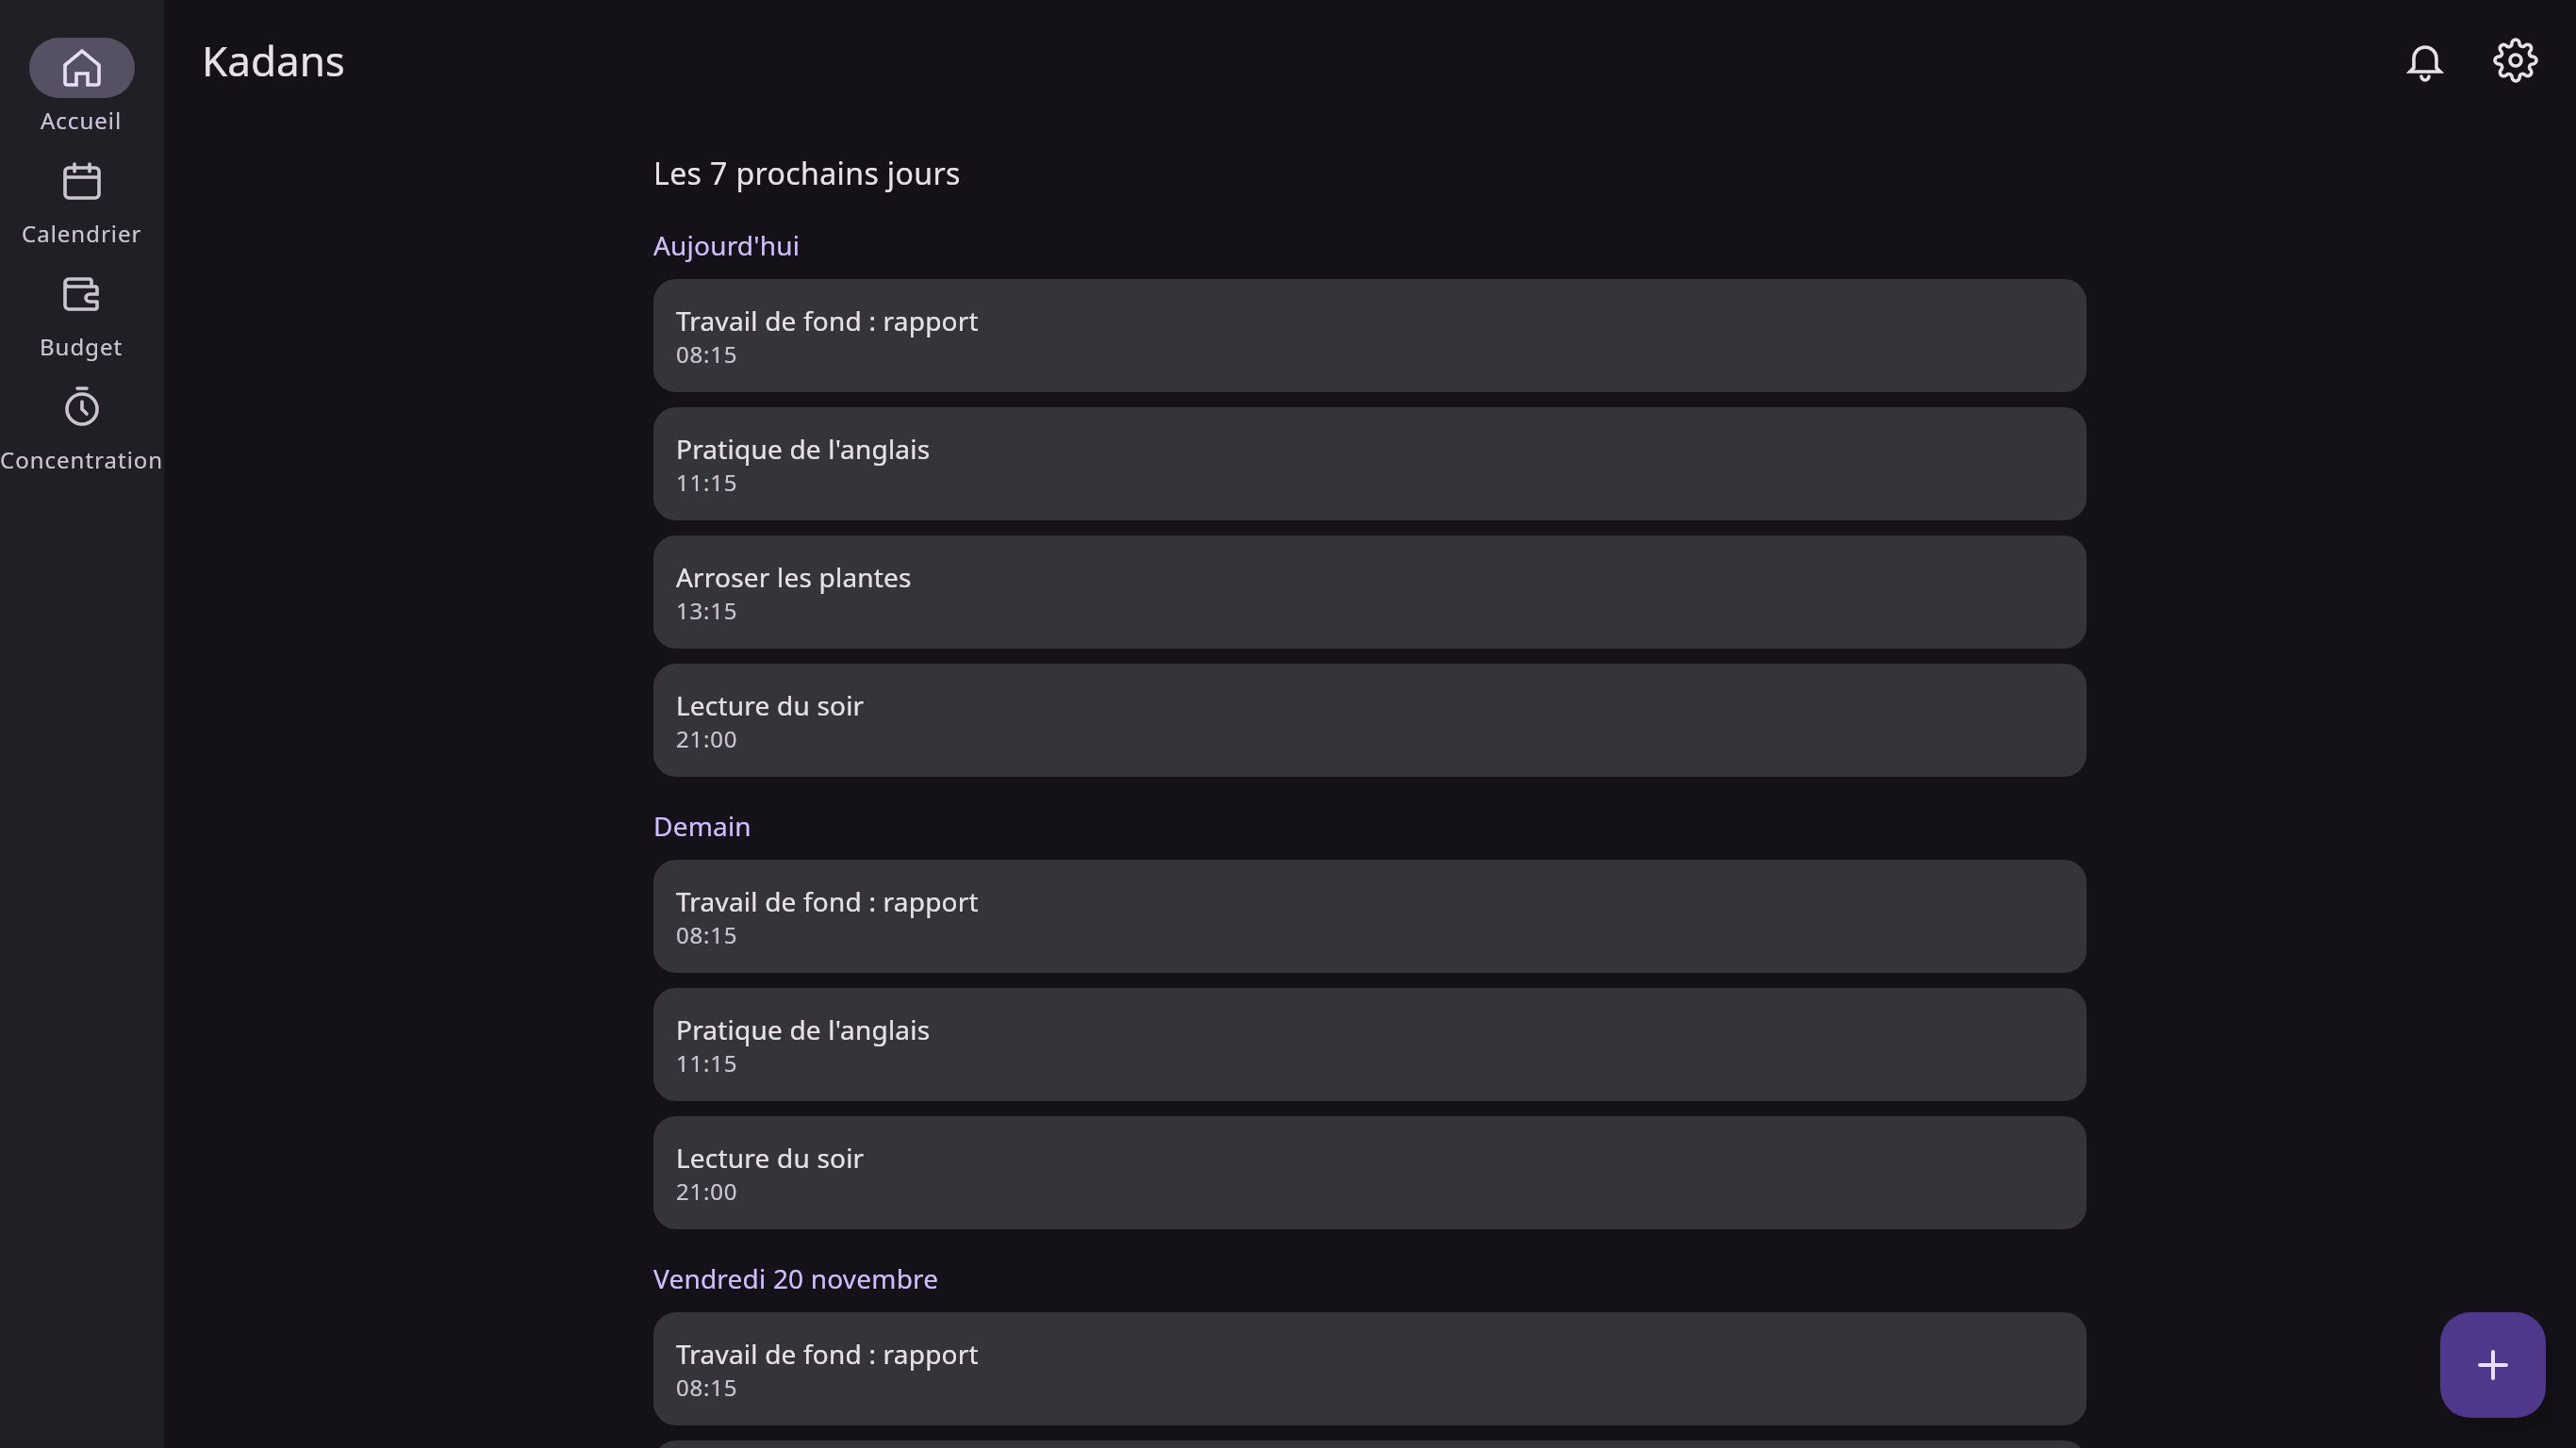 Kadans
Accueil
Calendrier
Budget
Concentration
Les 7 prochains jours
Aujourd'hui
Travail de fond : rapport
08:15
Pratique de l'anglais
11:15
Arroser les plantes
13:15
Lecture du soir
21:00
Demain
Travail de fond : rapport
08:15
Pratique de l'anglais
11:15
Lecture du soir
21:00
Vendredi 20 novembre
Travail de fond : rapport
08:15